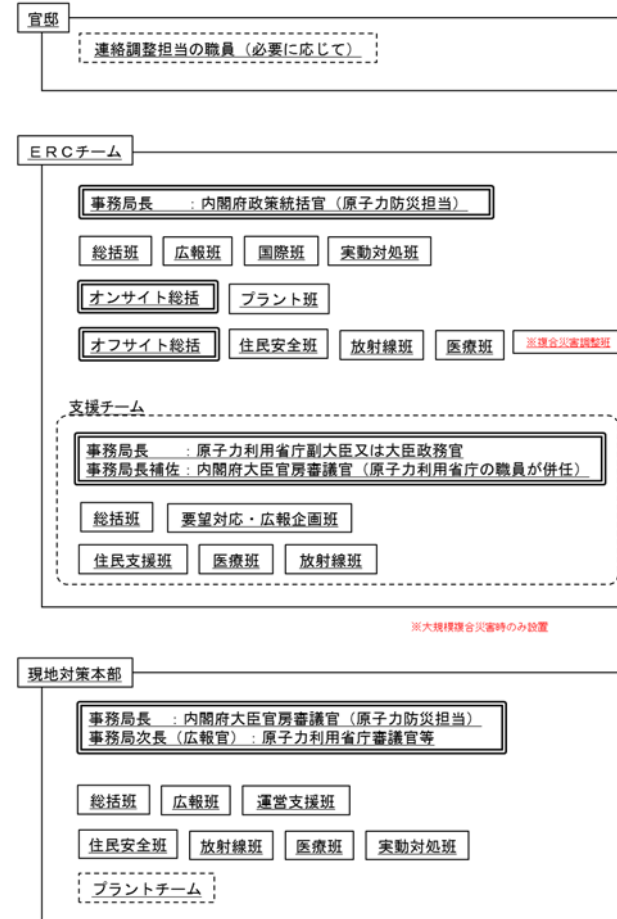 官邸
連絡調整担当の職員（必要に応じて）
ＥＲＣチーム
事務局長　　：内閣府政策統括官（原子力防災担当）
総括班　広報班　国際班　実動対処班
オンサイト総括　プラント班
オフサイト総括　住民安全班　放射線班　医療班　※複合災害調整班
支援チーム
事務局長　　：原子力利用省庁副大臣又は大臣政務官
事務局長補佐：内閣府大臣官房審議官（原子力利用省庁の職員が併任）
総括班　要望対応・広報企画班
住民支援班　医療班　放射線班
※大規模複合災害時のみ設置
現地対策本部
事務局長　：内閣府大臣官房審議官（原子力防災担当）
事務局次長（広報官）：原子力利用省庁審議官等
総括班　広報班　運営支援班
住民安全班　放射線班　医療班　実動対処班
プラントチーム